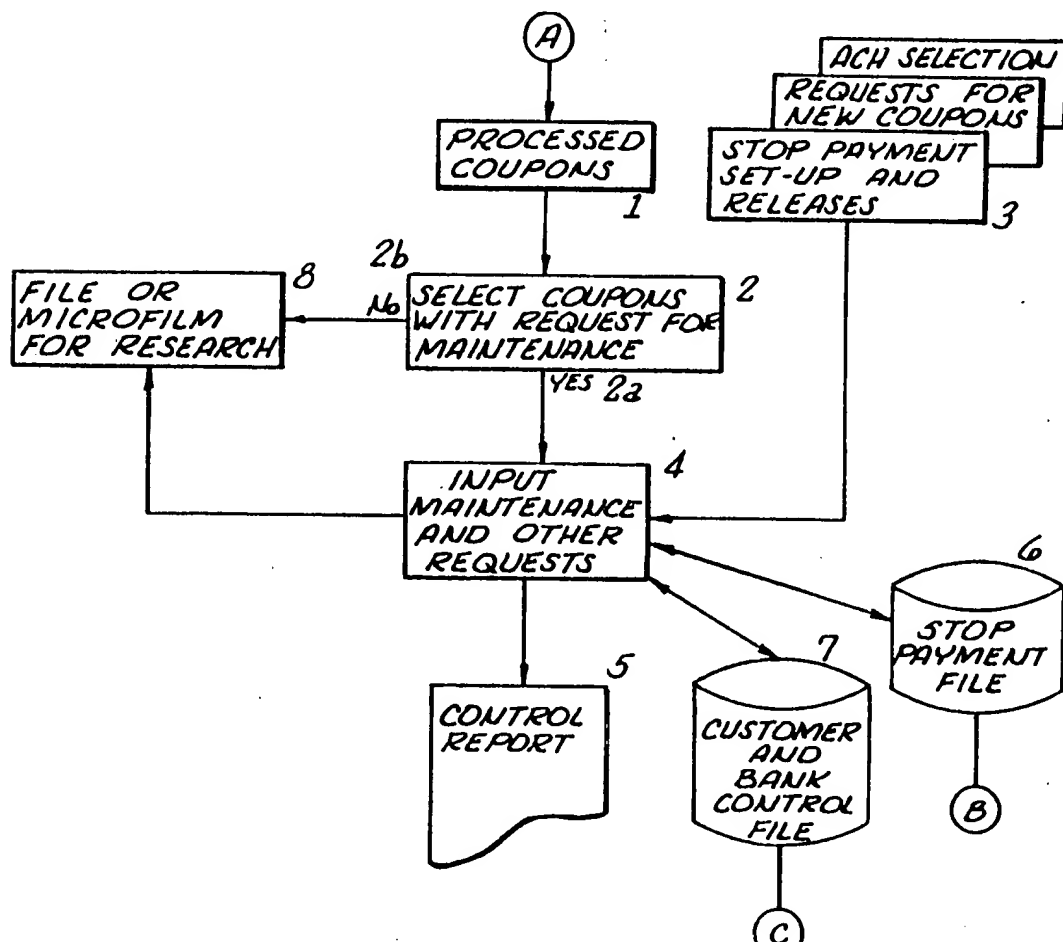 A
ACH SELECTION
REQUESTS FOR
NEW COUPONS
PROCESSED
COUPONS
1
STOP PAYMENT
SET-UP AND
RELEASES
3
2b
8
FILE OR
MICROFILM
FOR RESEARCH
No
SELECT COUPONS
WITH REQUEST FOR
MAINTENANCE
2
YES 2a
4
INPUT
MAINTENANCE
AND OTHER
REQUESTS
6
STOP
PAYMENT
FILE
5
CONTROL
REPORT
7
CUSTOMER
AND
BANK
CONTROL
FILE
B
C